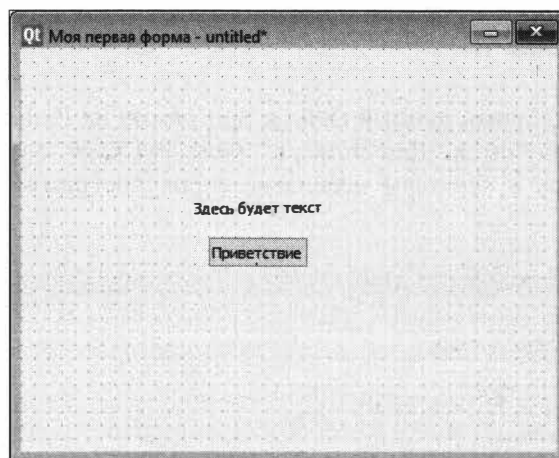 Qt Моя первая форма - untitled*
Здесь будет текст
Приветствие